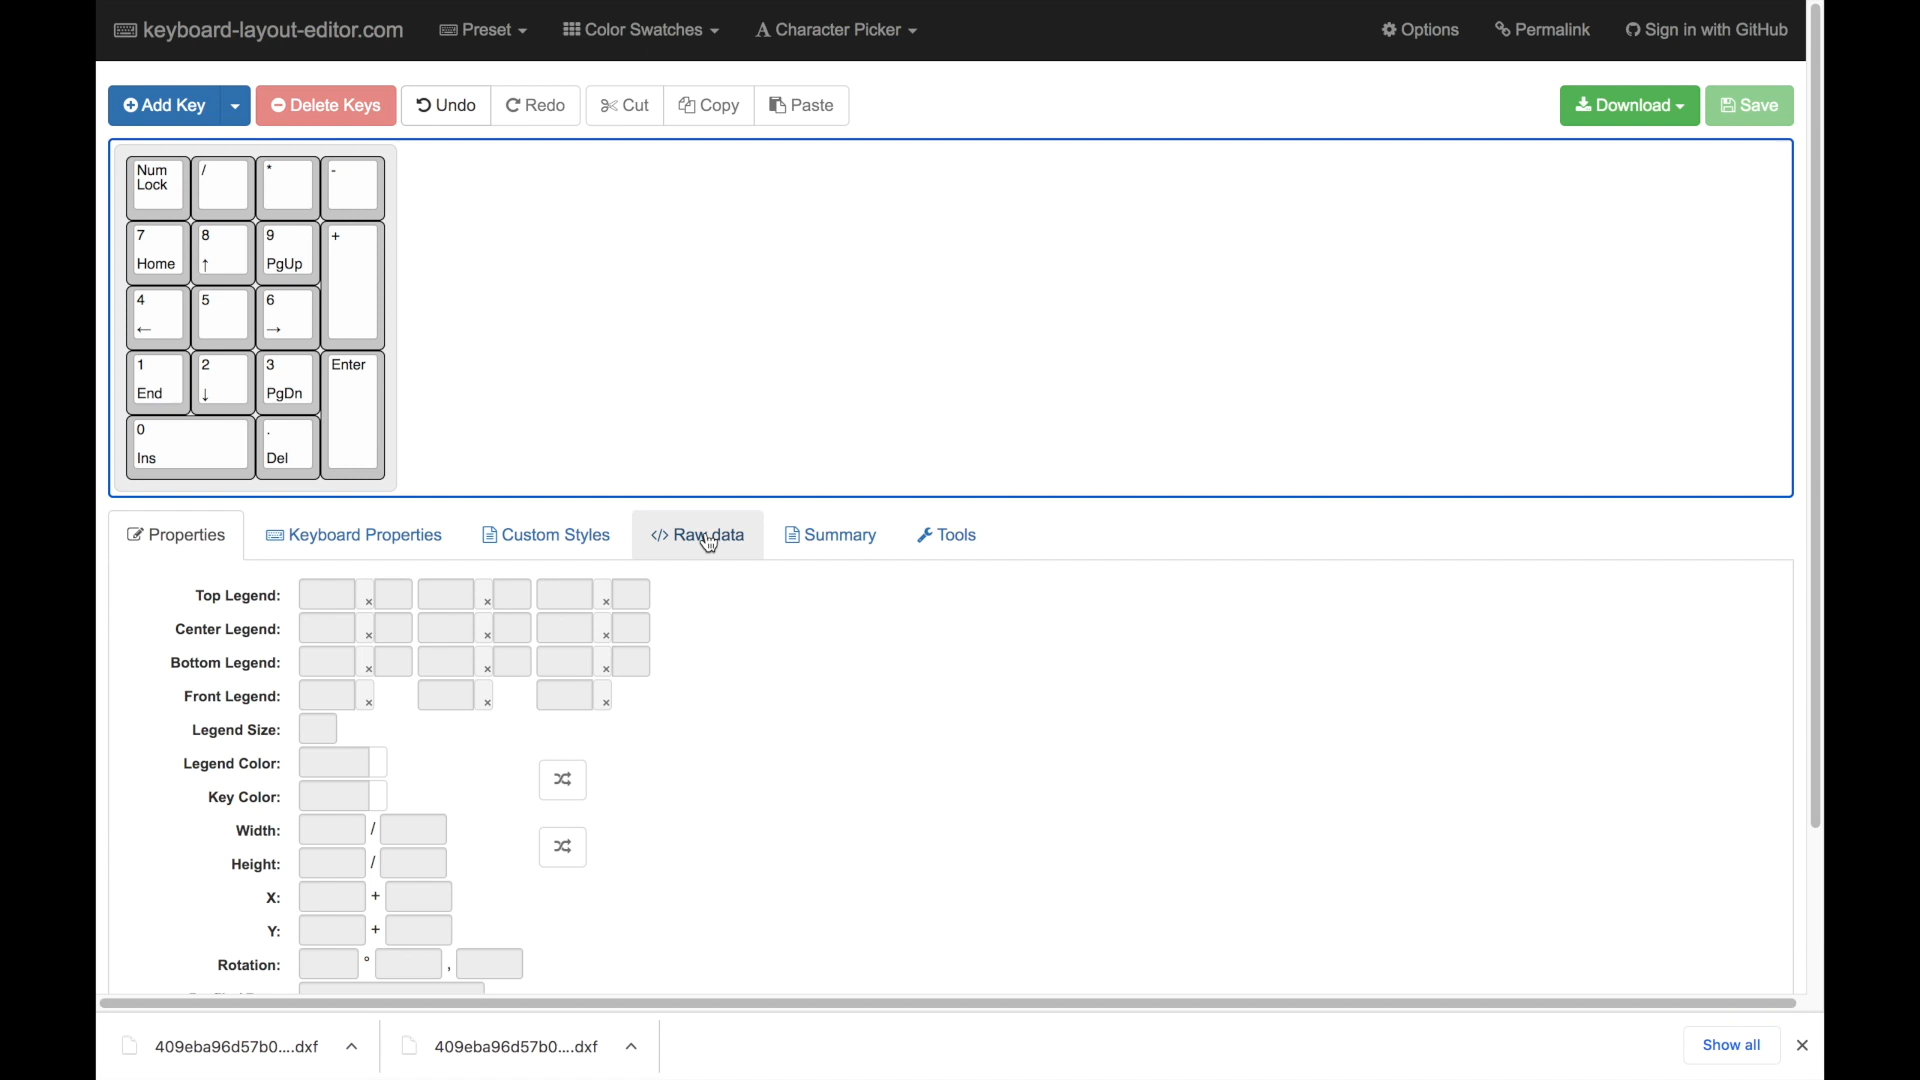 keyboard-layout-editor.com Preset Color Swatches Character Picker Options Permalink Sign in with GitHub
Add Key Delete Keys Undo Redo Cut Copy Paste Download Save
Num Lock / * -
7 Home 8 ↑ 9 PgUp +
4 ← 5 6 →
1 End 2 ↓ 3 PgDn Enter
0 Ins . Del
Properties Keyboard Properties Custom Styles </> Raw data Summary Tools
Top Legend: × × ×
Center Legend: × × ×
Bottom Legend: × × ×
Front Legend: × × ×
Legend Size:
Legend Color:
Key Color:
Width: /
Height: /
X: +
Y: +
Rotation: ° ,
409eba96d57b0....dxf 409eba96d57b0....dxf Show all